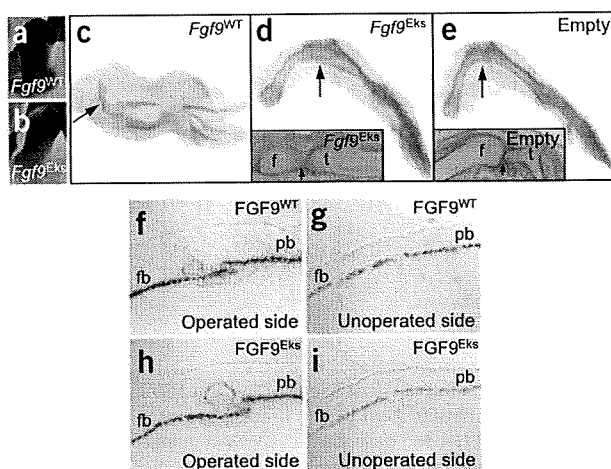 a
Fgf9WT
b
Fgf9Eks
c
Fgf9WT
d
Fgf9Eks
Fgf9Eks
f
t
e
Empty
Empty
f
t
f
FGF9WT
pb
fb
Operated side
g
FGF9WT
pb
fb
Unoperated side
h
FGF9Eks
pb
fb
Operated side
i
FGF9Eks
pb
fb
Unoperated side